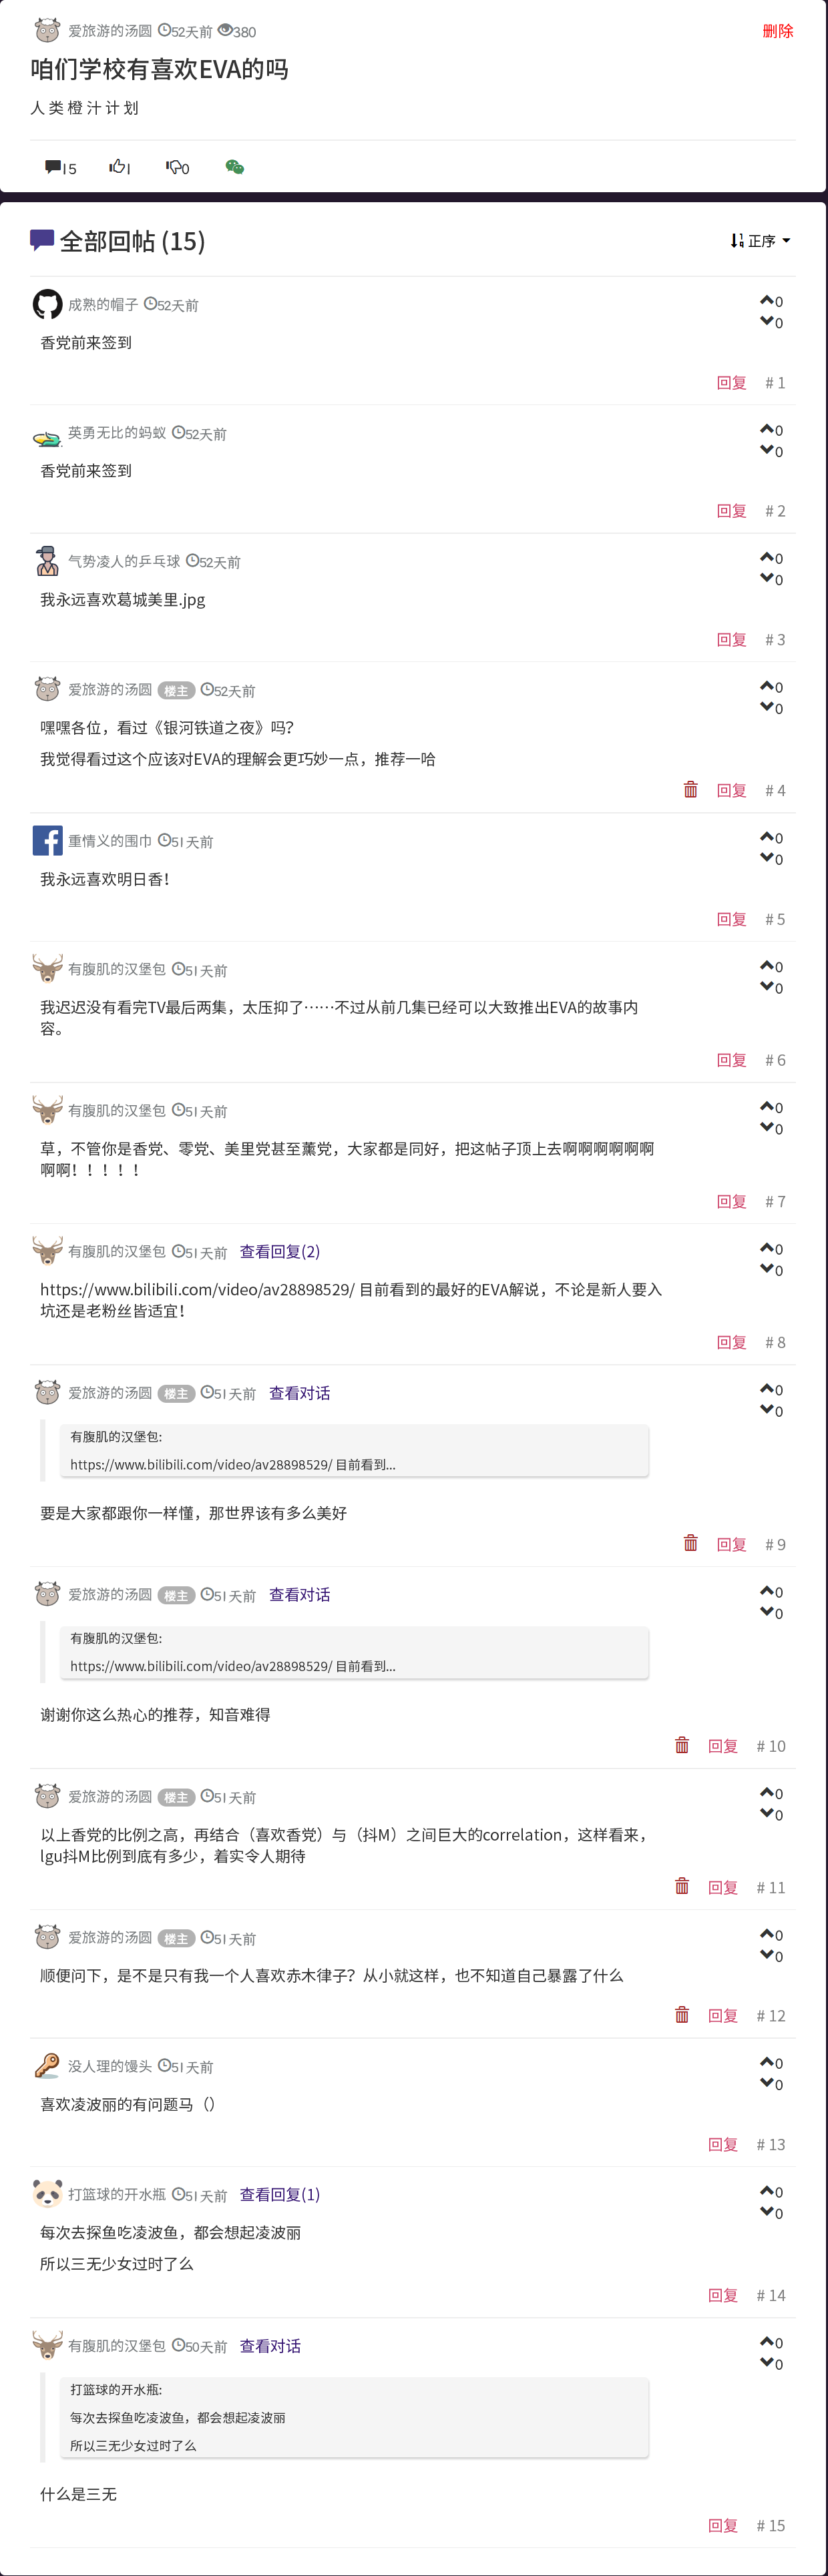 爱旅游的汤圆 52天前 380
删除
咱们学校有喜欢EVA的吗
人 类 橙 汁 计 划
15 1 0
全部回帖 (15)
正序
成熟的帽子 52天前
0
0
香党前来签到
回复 # 1
英勇无比的蚂蚁 52天前
0
0
香党前来签到
回复 # 2
气势凌人的乒乓球 52天前
0
0
我永远喜欢葛城美里.jpg
回复 # 3
爱旅游的汤圆 楼主 52天前
0
0
嘿嘿各位，看过《银河铁道之夜》吗？
我觉得看过这个应该对EVA的理解会更巧妙一点，推荐一哈
回复 # 4
重情义的围巾 51天前
0
0
我永远喜欢明日香！
回复 # 5
有腹肌的汉堡包 51天前
0
0
我迟迟没有看完TV最后两集，太压抑了……不过从前几集已经可以大致推出EVA的故事内
容。
回复 # 6
有腹肌的汉堡包 51天前
0
0
草，不管你是香党、零党、美里党甚至薰党，大家都是同好，把这帖子顶上去啊啊啊啊啊啊
啊啊！！！！！
回复 # 7
有腹肌的汉堡包 51天前 查看回复(2)
0
0
https://www.bilibili.com/video/av28898529/ 目前看到的最好的EVA解说，不论是新人要入
坑还是老粉丝皆适宜！
回复 # 8
爱旅游的汤圆 楼主 51天前 查看对话
0
0
有腹肌的汉堡包:
https://www.bilibili.com/video/av28898529/ 目前看到...
要是大家都跟你一样懂，那世界该有多么美好
回复 # 9
爱旅游的汤圆 楼主 51天前 查看对话
0
0
有腹肌的汉堡包:
https://www.bilibili.com/video/av28898529/ 目前看到...
谢谢你这么热心的推荐，知音难得
回复 # 10
爱旅游的汤圆 楼主 51天前
0
0
以上香党的比例之高，再结合（喜欢香党）与（抖M）之间巨大的correlation，这样看来，
lgu抖M比例到底有多少，着实令人期待
回复 # 11
爱旅游的汤圆 楼主 51天前
0
0
顺便问下，是不是只有我一个人喜欢赤木律子？从小就这样，也不知道自己暴露了什么
回复 # 12
没人理的馒头 51天前
0
0
喜欢凌波丽的有问题马（）
回复 # 13
打篮球的开水瓶 51天前 查看回复(1)
0
0
每次去探鱼吃凌波鱼，都会想起凌波丽
所以三无少女过时了么
回复 # 14
有腹肌的汉堡包 50天前 查看对话
0
0
打篮球的开水瓶:
每次去探鱼吃凌波鱼，都会想起凌波丽
所以三无少女过时了么
什么是三无
回复 # 15